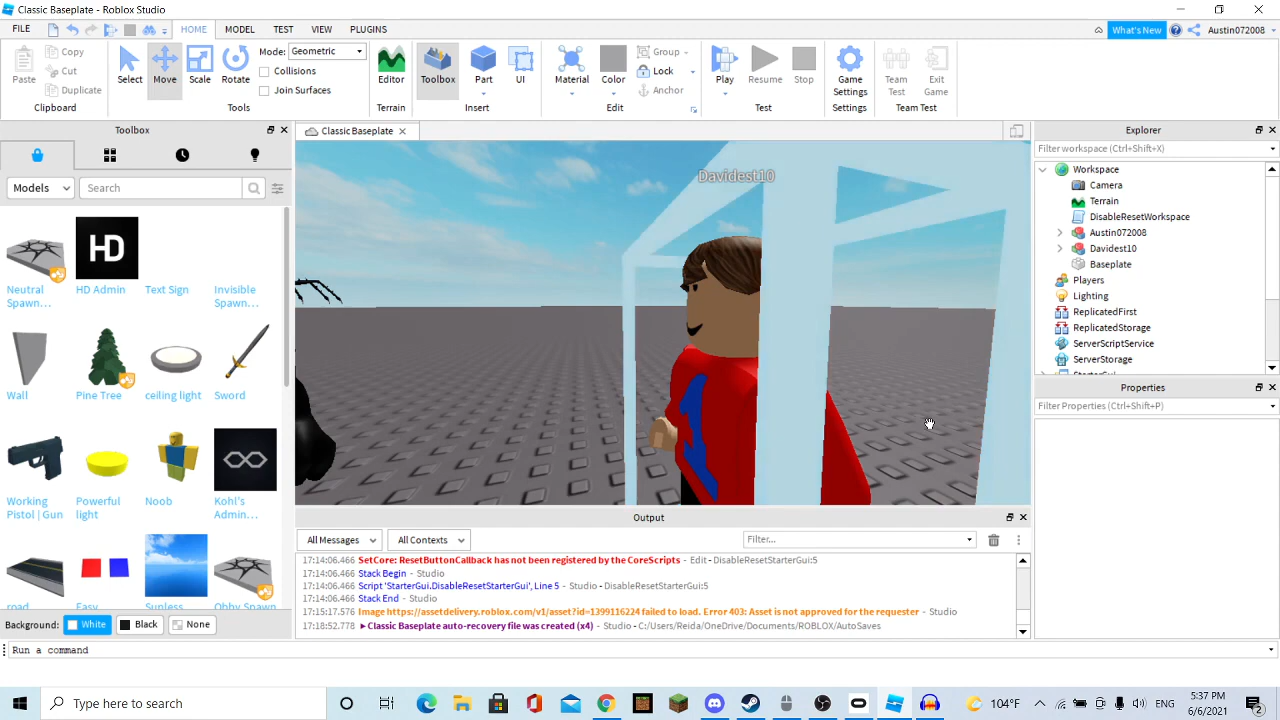 Classic Baseplate - Roblox Studio
FILE HOME MODEL TEST VIEW PLUGINS What's New Austin072008
Paste Copy Cut Duplicate Clipboard
Select Move Scale Rotate Mode: Geometric Collisions Join Surfaces Tools
Editor Terrain
Toolbox Part UI Insert
Material Color Group Lock Anchor Edit
Play Resume Stop Test
Game Settings Settings
Team Test Exit Game Team Test
Toolbox
Models Search
Neutral Spawn... HD Admin Text Sign Invisible Spawn...
HD
Wall Pine Tree ceiling light Sword
Working Pistol | Gun Powerful light Noob Kohl's Admin...
road Easy Sunless Obby Spawn
Background: White Black None
Classic Baseplate
Davidest10
Output
All Messages All Contexts Filter...
17:14:06.466 SetCore: ResetButtonCallback has not been registered by the CoreScripts - Edit - DisableResetStarterGui:5
17:14:06.466 Stack Begin - Studio
17:14:06.466 Script 'StarterGui.DisableResetStarterGui', Line 5 - Studio - DisableResetStarterGui:5
17:14:06.466 Stack End - Studio
17:15:17.576 Image https://assetdelivery.roblox.com/v1/asset?id=1399116224 failed to load. Error 403: Asset is not approved for the requester - Studio
17:18:52.778 ►Classic Baseplate auto-recovery file was created (x4) - Studio - C:/Users/Reida/OneDrive/Documents/ROBLOX/AutoSaves
Explorer
Filter workspace (Ctrl+Shift+X)
Workspace
Camera
Terrain
DisableResetWorkspace
Austin072008
Davidest10
Baseplate
Players
Lighting
ReplicatedFirst
ReplicatedStorage
ServerScriptService
ServerStorage
StarterGui
Properties
Filter Properties (Ctrl+Shift+P)
Run a command
Type here to search
104°F
5:37 PM
6/6/2021
2